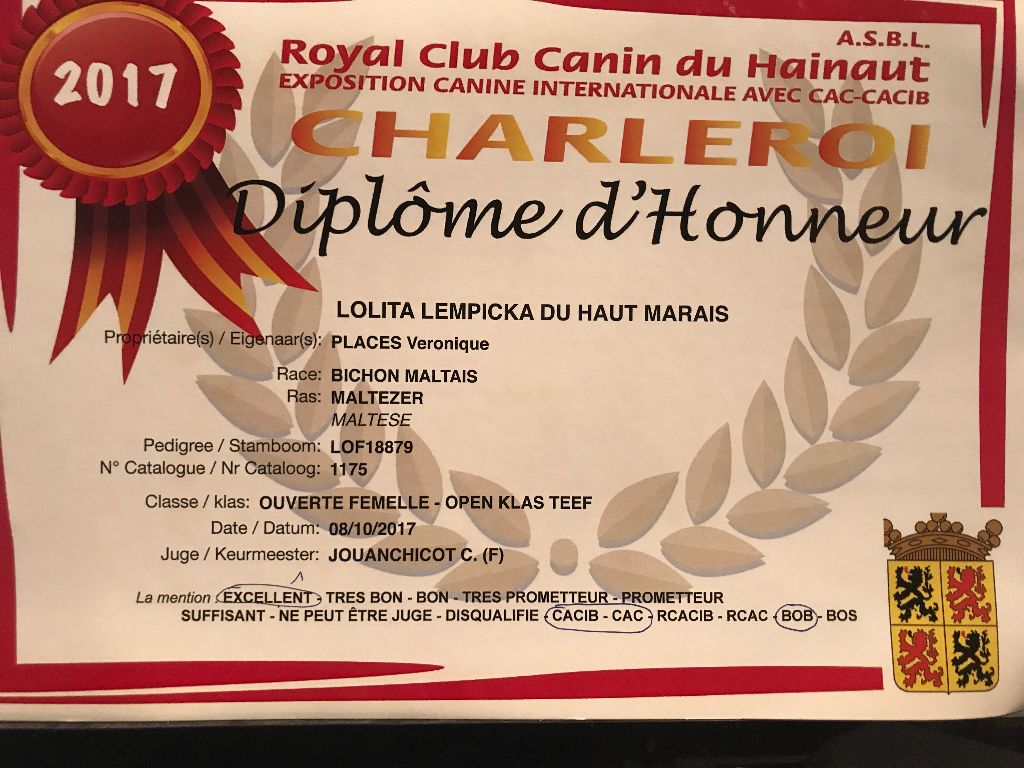 2017
A.S.B.L.
Royal Club Canin du Hainaut
EXPOSITION CANINE INTERNATIONALE AVEC CAC-CACIB
CHARLEROI
Diplôme d'Honneur
LOLITA LEMPICKA DU HAUT MARAIS
Propriétaire(s) / Eigenaar(s): PLACES Veronique
Race: BICHON MALTAIS
Ras: MALTEZER
MALTESE
Pedigree / Stamboom: LOF18879
N° Catalogue / Nr Cataloog: 1175
Classe / klas: OUVERTE FEMELLE - OPEN KLAS TEEF
Date / Datum: 08/10/2017
Juge / Keurmeester: JOUANCHICOT C. (F)
La mention : EXCELLENT - TRES BON - BON - TRES PROMETTEUR - PROMETTEUR
SUFFISANT - NE PEUT ÊTRE JUGE - DISQUALIFIE - CACIB - CAC - RCACIB - RCAC - BOB - BOS